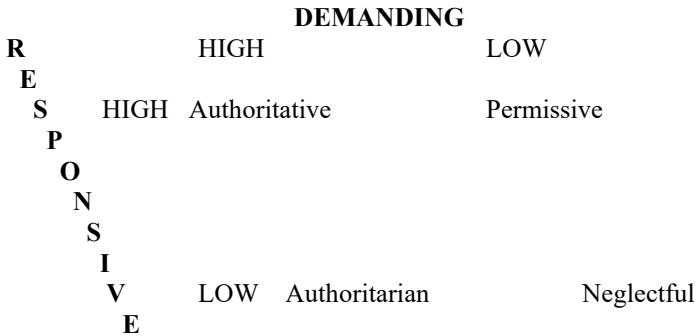 DEMANDING
R HIGH LOW
E
S HIGH Authoritative Permissive
P
O
N
S
I
V LOW Authoritarian Neglectful
E